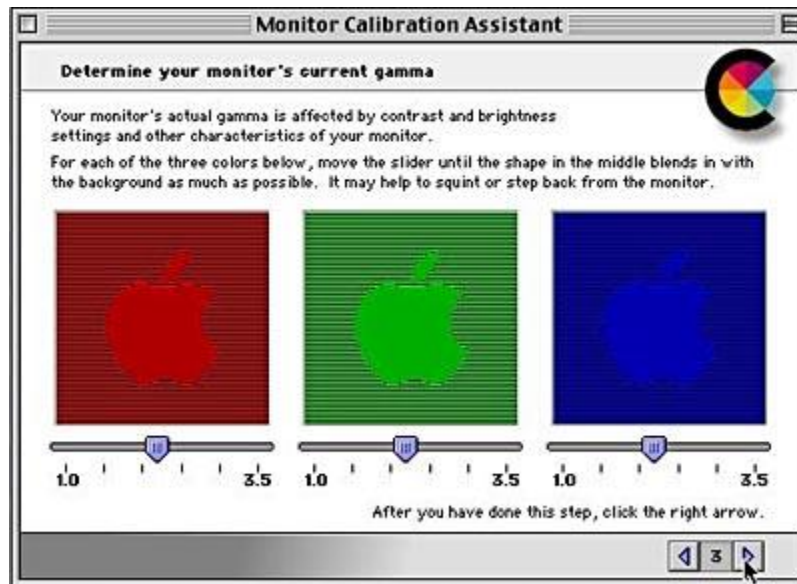 Monitor Calibration Assistant
Determine your monitor's current gamma
Your monitor's actual gamma is affected by contrast and brightness
settings and other characteristics of your monitor.
For each of the three colors below, move the slider until the shape in the middle blends in with
the background as much as possible. It may help to squint or step back from the monitor.
1.0 3.5 1.0 3.5 1.0 3.5
After you have done this step, click the right arrow.
3